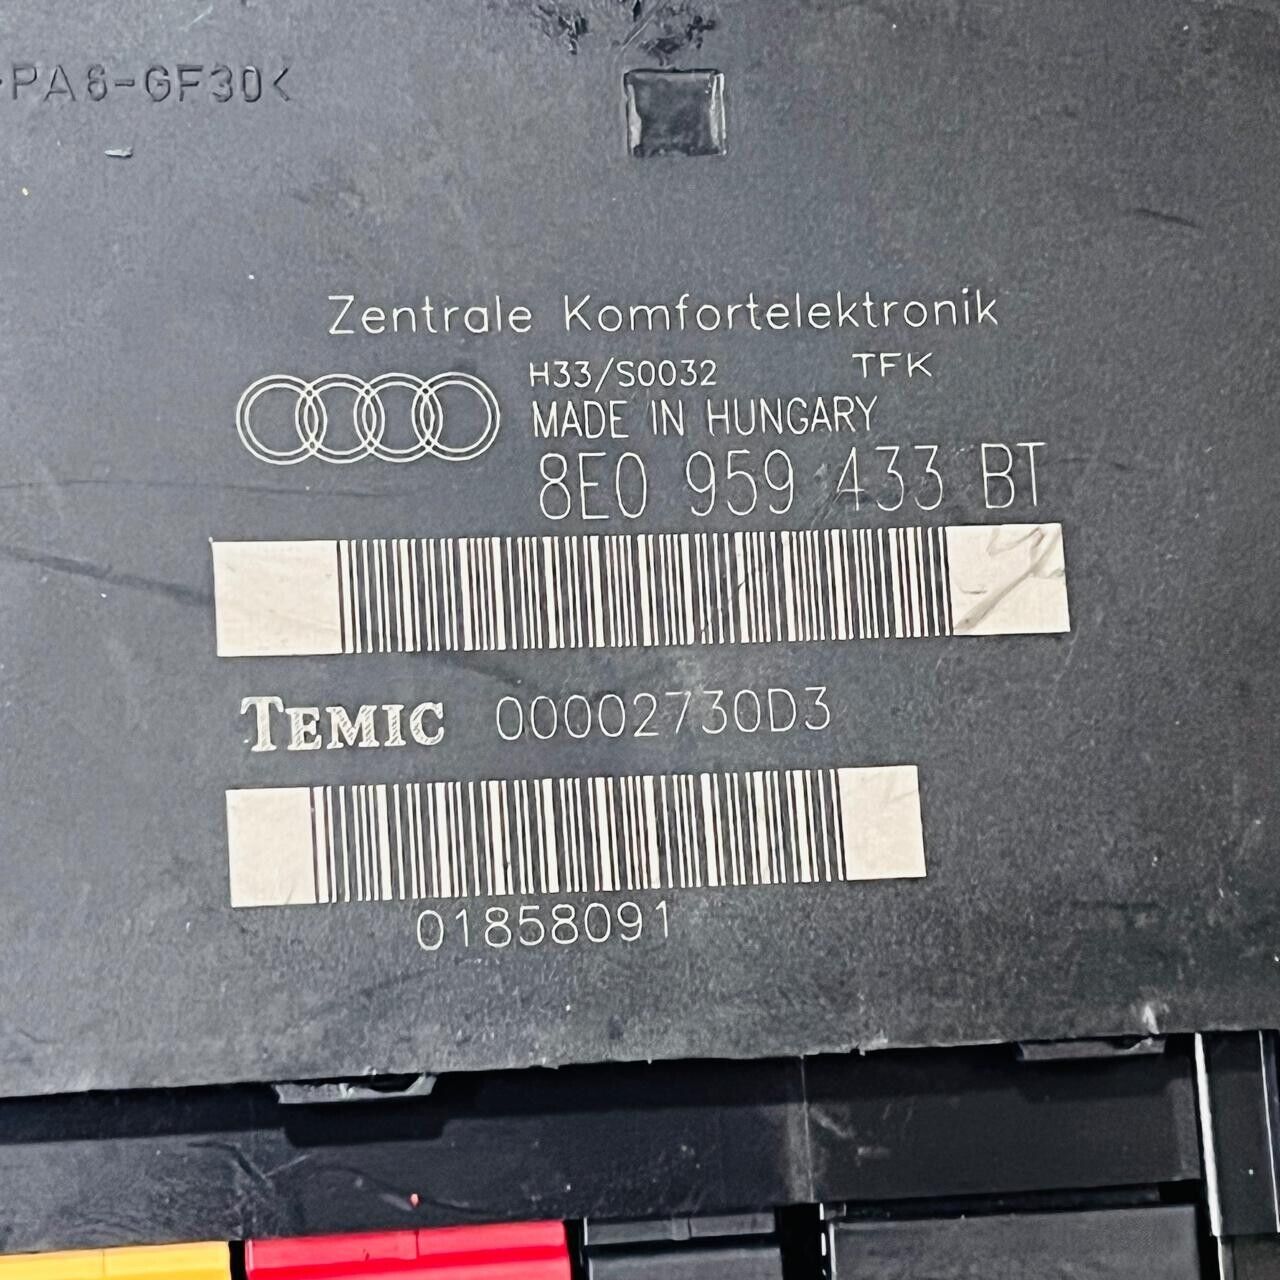 >PA6-GF30<
Zentrale Komfortelektronik
H33/S0032 TFK
MADE IN HUNGARY
8E0 959 433 BT
TEMIC 00002730D3
01858091